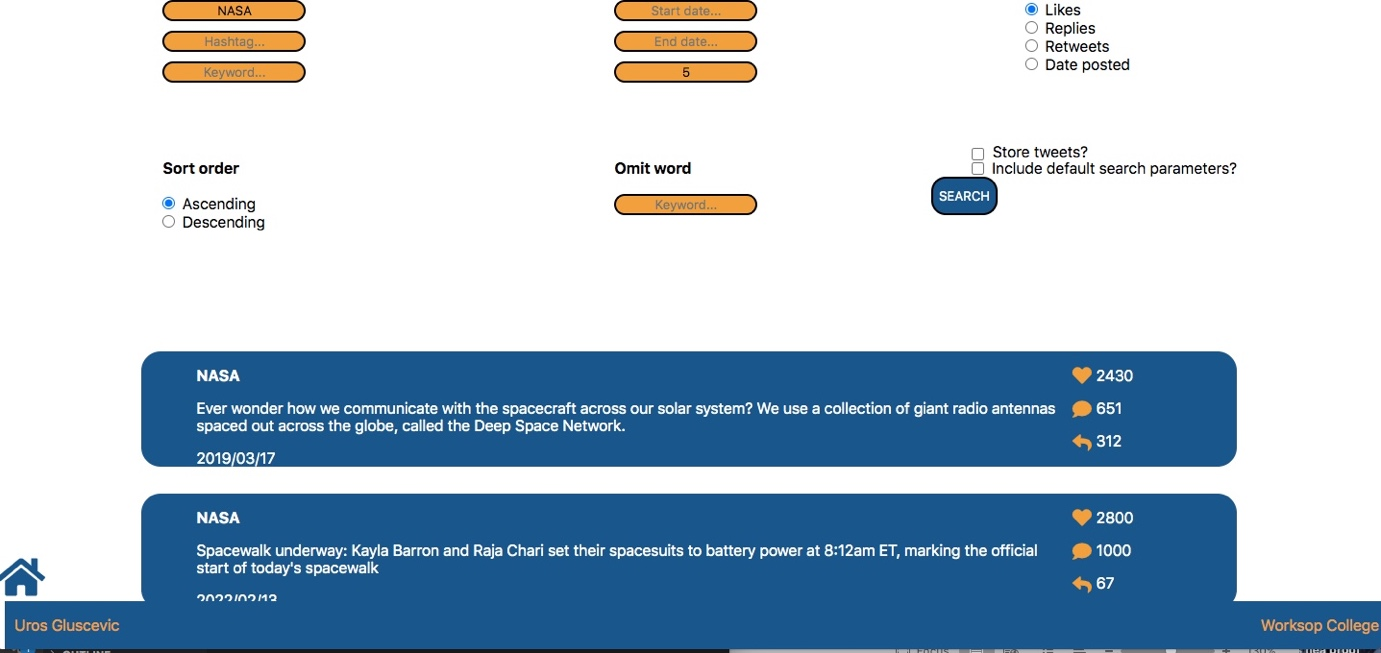 NASA
Start date...
Likes
Replies
Hashtag...
End date...
Retweets
Keyword...
5
Date posted
Sort order
Omit word
Store tweets?
Include default search parameters?
Ascending
Keyword...
SEARCH
Descending
NASA
2430
Ever wonder how we communicate with the spacecraft across our solar system? We use a collection of giant radio antennas
spaced out across the globe, called the Deep Space Network.
651
312
2019/03/17
NASA
2800
Spacewalk underway: Kayla Barron and Raja Chari set their spacesuits to battery power at 8:12am ET, marking the official
start of today's spacewalk
1000
67
2022/02/13
Uros Gluscevic
Worksop College